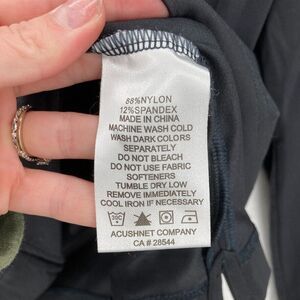 88%NYLON
12%SPANDEX
MADE IN CHINA
MACHINE WASH COLD
WASH DARK COLORS
SEPARATELY
DO NOT BLEACH
DO NOT USE FABRIC
SOFTENERS
TUMBLE DRY LOW
REMOVE IMMEDIATELY
COOL IRON IF NECESSARY
30C
ACUSHNET COMPANY
CA # 28544